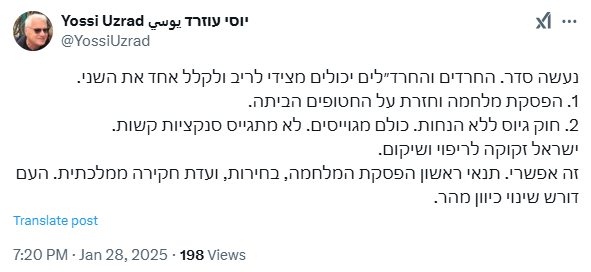 Yossi Uzrad يوسي יוסי עוזרד
@YossiUzrad
נעשה סדר. החרדים והחרד״לים יכולים מצידי לריב ולקלל אחד את השני.
1. הפסקת מלחמה וחזרת על החטופים הביתה.
2. חוק גיוס ללא הנחות. כולם מגוייסים. לא מתגייס סנקציות קשות.
ישראל זקוקה לריפוי ושיקום.
זה אפשרי. תנאי ראשון הפסקת המלחמה, בחירות, ועדת חקירה ממלכתית. העם
דורש שינוי כיוון מהר.
Translate post
7:20 PM · Jan 28, 2025 · 198 Views